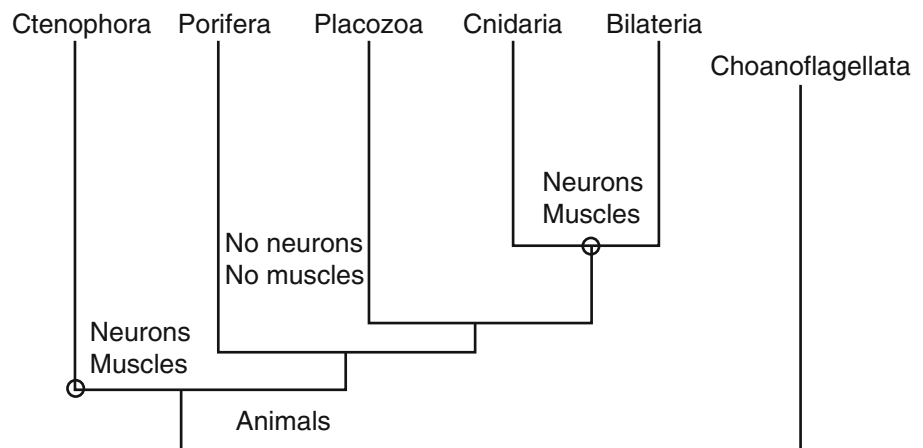 Ctenophora Porifera Placozoa Cnidaria Bilateria
Choanoflagellata
Neurons
Muscles
No neurons
No muscles
Neurons
Muscles
Animals